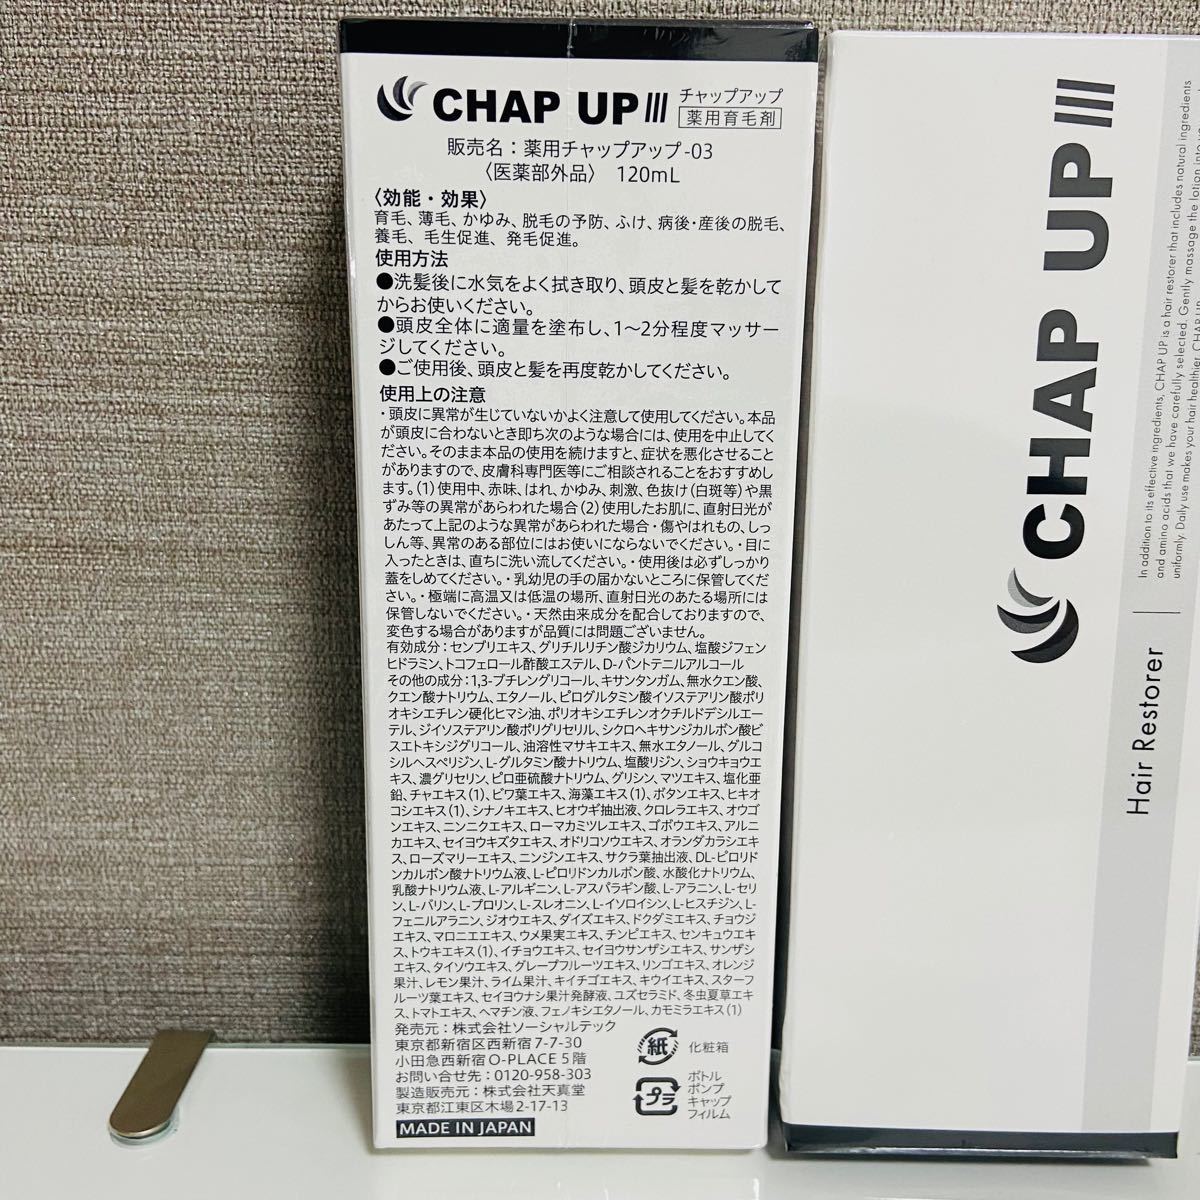 CHAP UP III チャップアップ
薬用育毛剤
販売名：薬用チャップアップ-03
〈医薬部外品〉 120mL
〈効能・効果〉
育毛、薄毛、かゆみ、脱毛の予防、ふけ、病後・産後の脱毛、
養毛、毛生促進、発毛促進。
使用方法
●洗髪後に水気をよく拭き取り、頭皮と髪を乾かして
からお使いください。
●頭皮全体に適量を塗布し、1〜2分程度マッサー
ジしてください。
●ご使用後、頭皮と髪を再度乾かしてください。
使用上の注意
・頭皮に異常が生じていないかよく注意して使用してください。本品
が頭皮に合わないとき即ち次のような場合には、使用を中止してく
ださい。そのまま本品の使用を続けますと、症状を悪化させること
がありますので、皮膚科専門医等にご相談されることをおすすめし
ます。(1)使用中、赤味、はれ、かゆみ、刺激、色抜け(白斑等)や黒
ずみ等の異常があらわれた場合(2)使用したお肌に、直射日光が
あたって上記のような異常があらわれた場合・傷やはれもの、しっ
しん等、異常のある部位にはお使いにならないでください。・目に
入ったときは、直ちに洗い流してください。・使用後は必ずしっかり
蓋をしめてください。・乳幼児の手の届かないところに保管してくだ
さい。・極端に高温又は低温の場所、直射日光のあたる場所には
保管しないでください。・天然由来成分を配合しておりますので、
変色する場合がありますが品質には問題ございません。
有効成分：センブリエキス、グリチルリチン酸ジカリウム、塩酸ジフェン
ヒドラミン、トコフェロール酢酸エステル、D-パントテニルアルコール
その他の成分：1,3-ブチレングリコール、キサンタンガム、無水クエン酸、
クエン酸ナトリウム、エタノール、ピログルタミン酸イソステアリン酸ポリ
オキシエチレン硬化ヒマシ油、ポリオキシエチレンオクチルドデシルエー
テル、ジイソステアリン酸ポリグリセリル、シクロヘキサンジカルボン酸ビ
スエトキシジグリコール、油溶性マサキエキス、無水エタノール、グルコ
シルヘスペリジン、L-グルタミン酸ナトリウム、塩酸リジン、ショウキョウエ
キス、濃グリセリン、ピロ亜硫酸ナトリウム、グリシン、マツエキス、塩化亜
鉛、チャエキス(1)、ビワ葉エキス、海藻エキス(1)、ボタンエキス、ヒキオ
コシエキス(1)、シナノキエキス、ヒオウギ抽出液、クロレラエキス、オウゴ
ンエキス、ニンニクエキス、ローマカミツレエキス、ゴボウエキス、アルニ
カエキス、セイヨウキズタエキス、オドリコソウエキス、オランダカラシエキ
ス、ローズマリーエキス、ニンジンエキス、サクラ葉抽出液、DL-ピロリド
ンカルボン酸ナトリウム液、L-ピロリドンカルボン酸、水酸化ナトリウム、
乳酸ナトリウム液、L-アルギニン、L-アスパラギン酸、L-アラニン、L-セリ
ン、L-バリン、L-プロリン、L-スレオニン、L-イソロイシン、L-ヒスチジン、L-
フェニルアラニン、ジオウエキス、ダイズエキス、ドクダミエキス、チョウジ
エキス、マロニエエキス、ウメ果実エキス、チンピエキス、センキュウエキ
ス、トウキエキス(1)、イチョウエキス、セイヨウサンザシエキス、サンザシ
エキス、タイソウエキス、グレープフルーツエキス、リンゴエキス、オレンジ
果汁、レモン果汁、ライム果汁、キイチゴエキス、キウイエキス、スターフ
ルーツ葉エキス、セイヨウナシ果汁発酵液、ユズセラミド、冬虫夏草エキ
ス、トマトエキス、ヘマチン液、フェノキシエタノール、カモミラエキス(1)
発売元：株式会社ソーシャルテック
東京都新宿区西新宿7-7-30
小田急西新宿O-PLACE 5階
お問い合せ先：0120-958-303
製造販売元：株式会社天真堂
東京都江東区木場2-17-13
MADE IN JAPAN
紙 化粧箱
プラ ボトル
ポンプ
キャップ
フィルム
CHAP UP III
Hair Restorer
In addition to its effective ingredients, CHAP UP is a hair restorer that includes natural ingredients
and amino acids that we have carefully selected. Gently massage the lotion into
uniformly. Daily use makes your hair healthier. CHAP UP